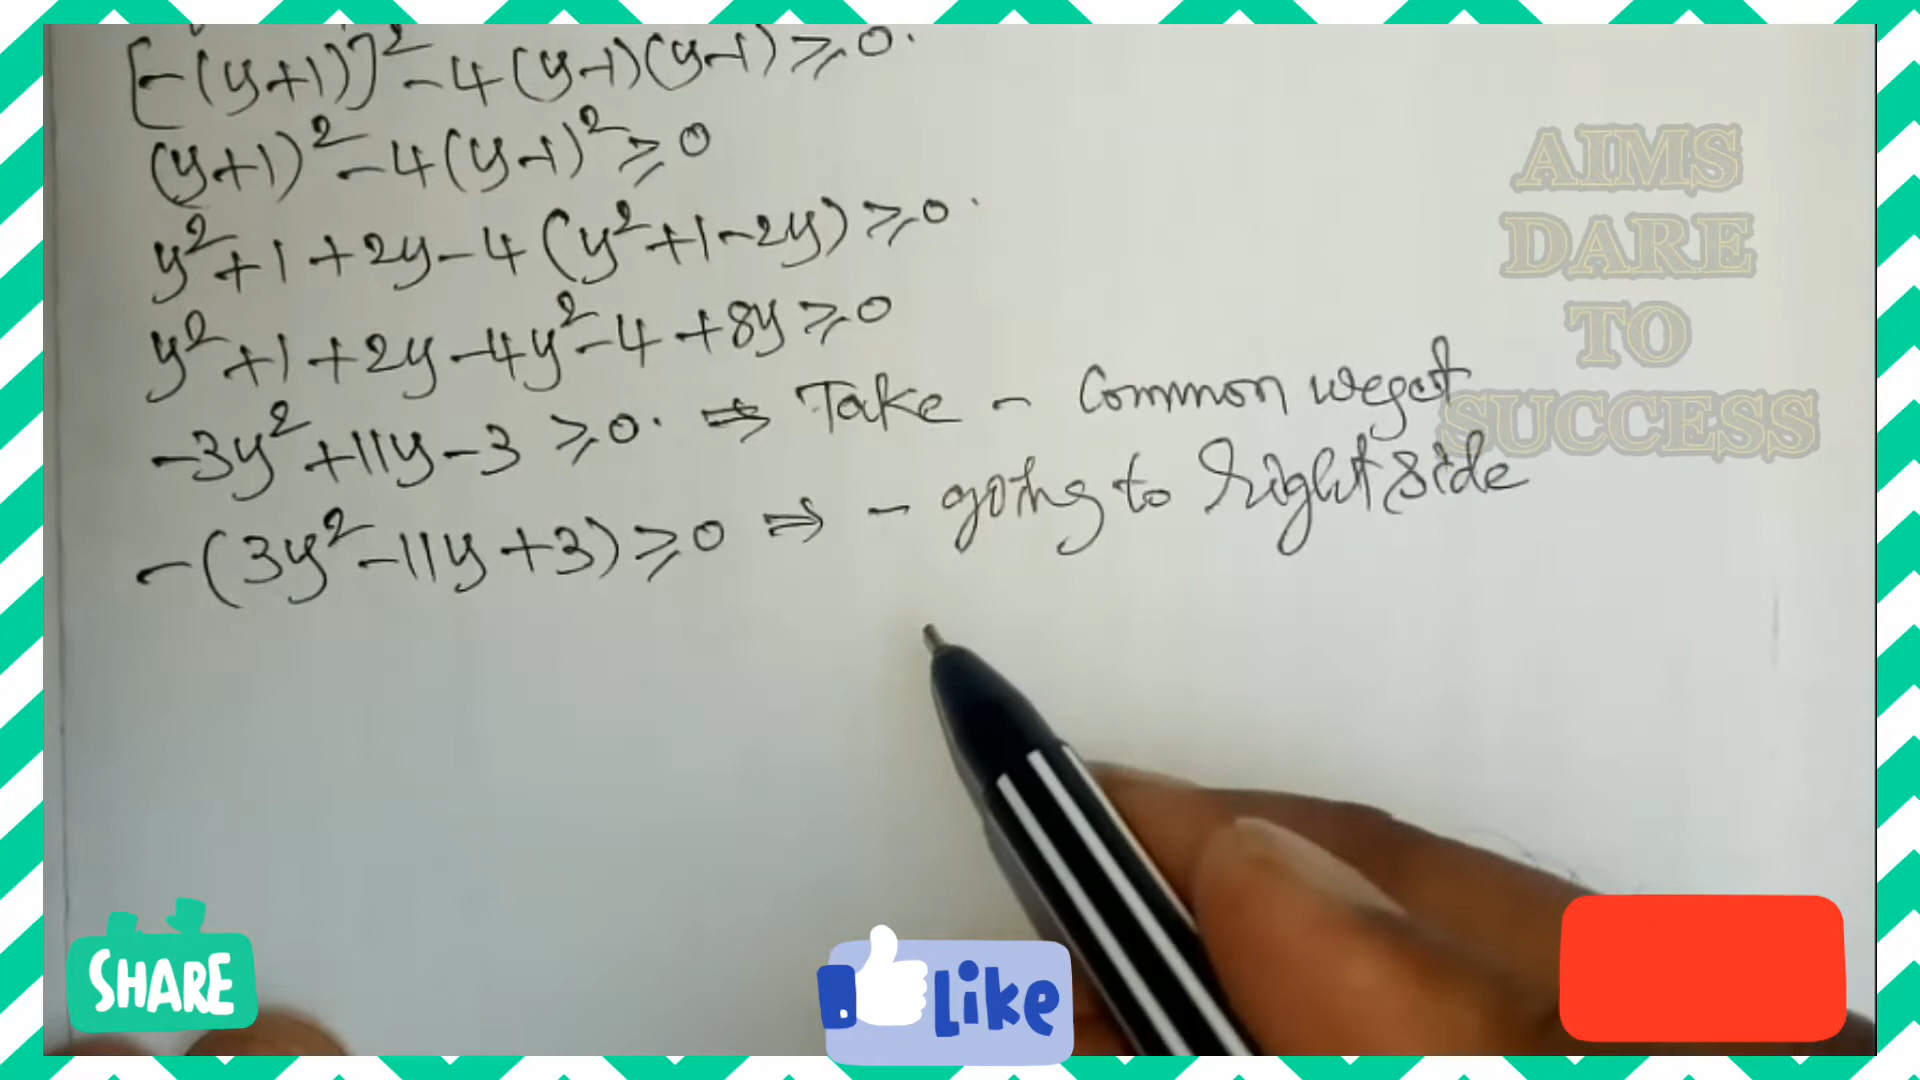 [-(y+1)]²-4(y-1)(y-1)≥0.
(y+1)²-4(y-1)²≥0
y²+1+2y-4(y²+1-2y)≥0.
y²+1+2y-4y²-4+8y≥0
-3y²+11y-3≥0. ⇒ Take - Common weget
-(3y²-11y+3)≥0 ⇒ - going to right side
AIMS
DARE
TO
SUCCESS
SHARE
Like